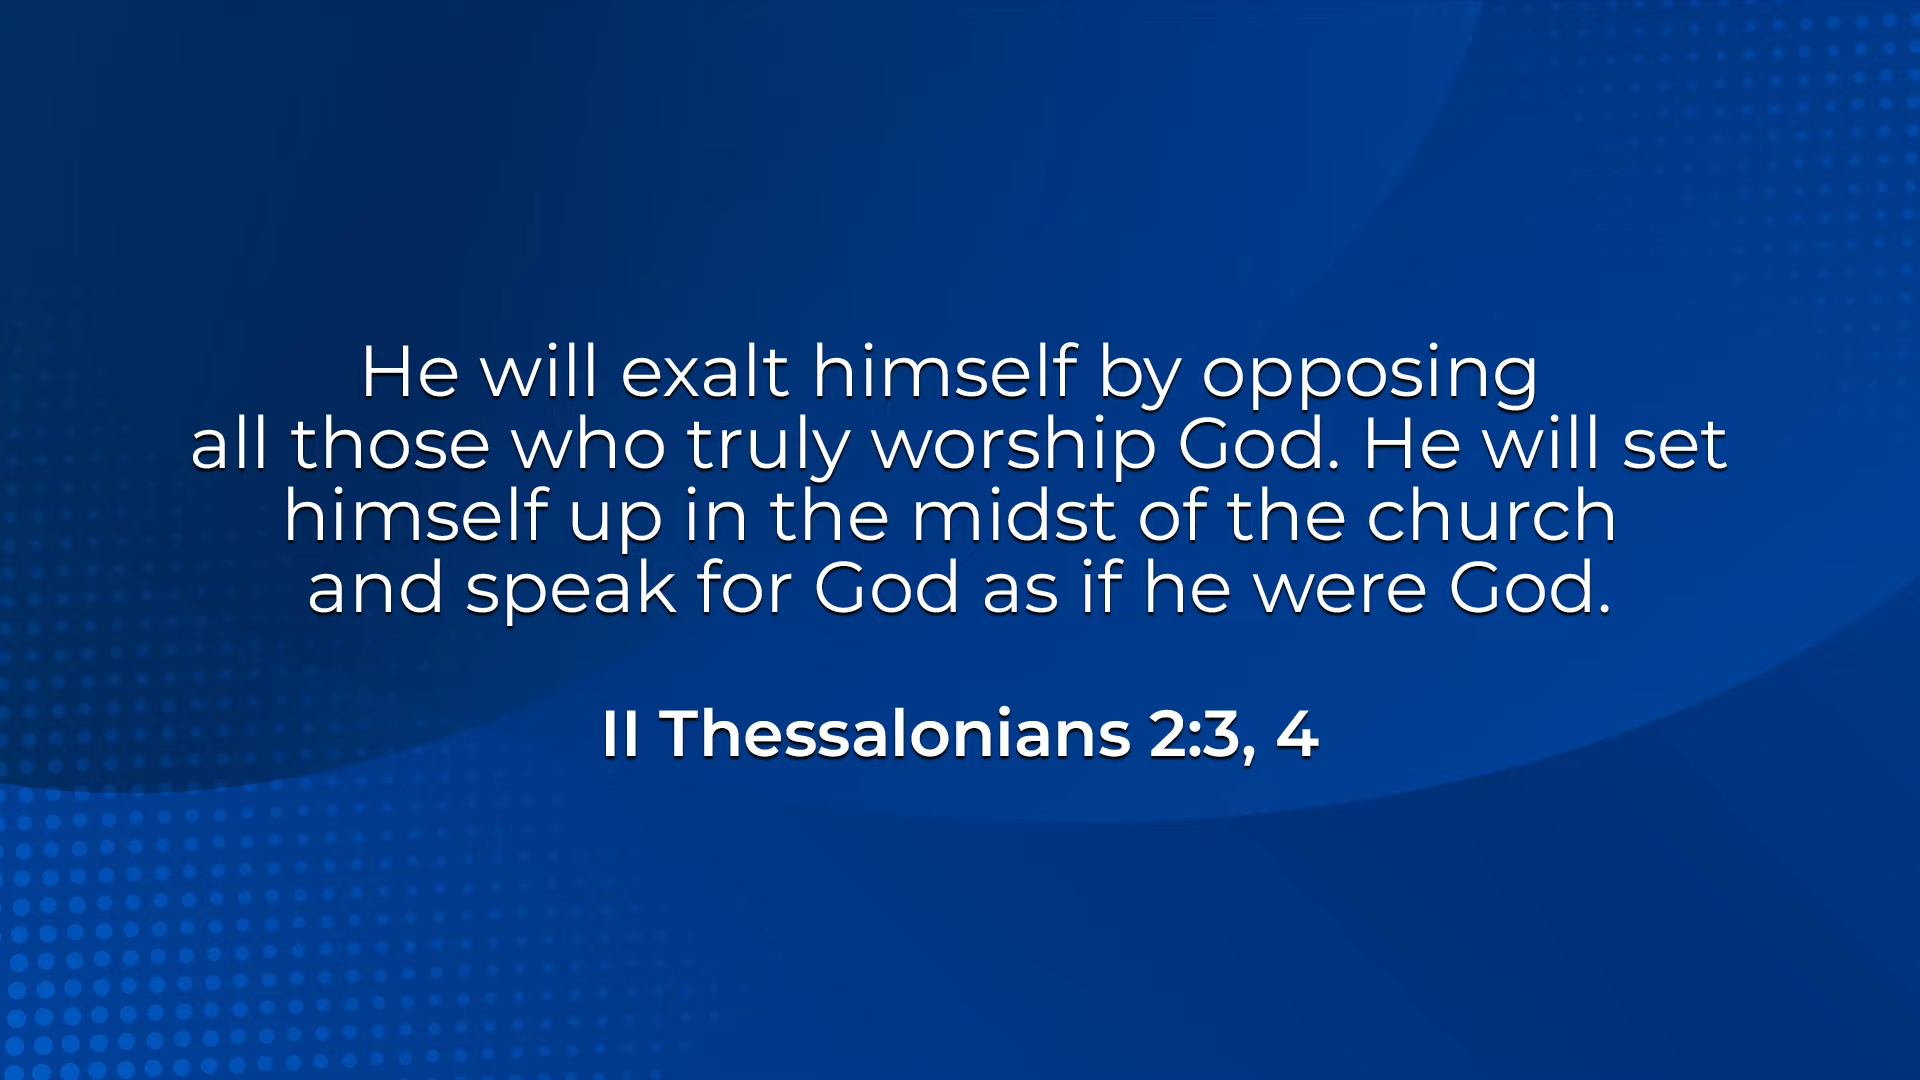 He will exalt himself by opposing
all those who truly worship God. He will set
himself up in the midst of the church
and speak for God as if he were God.
II Thessalonians 2:3, 4